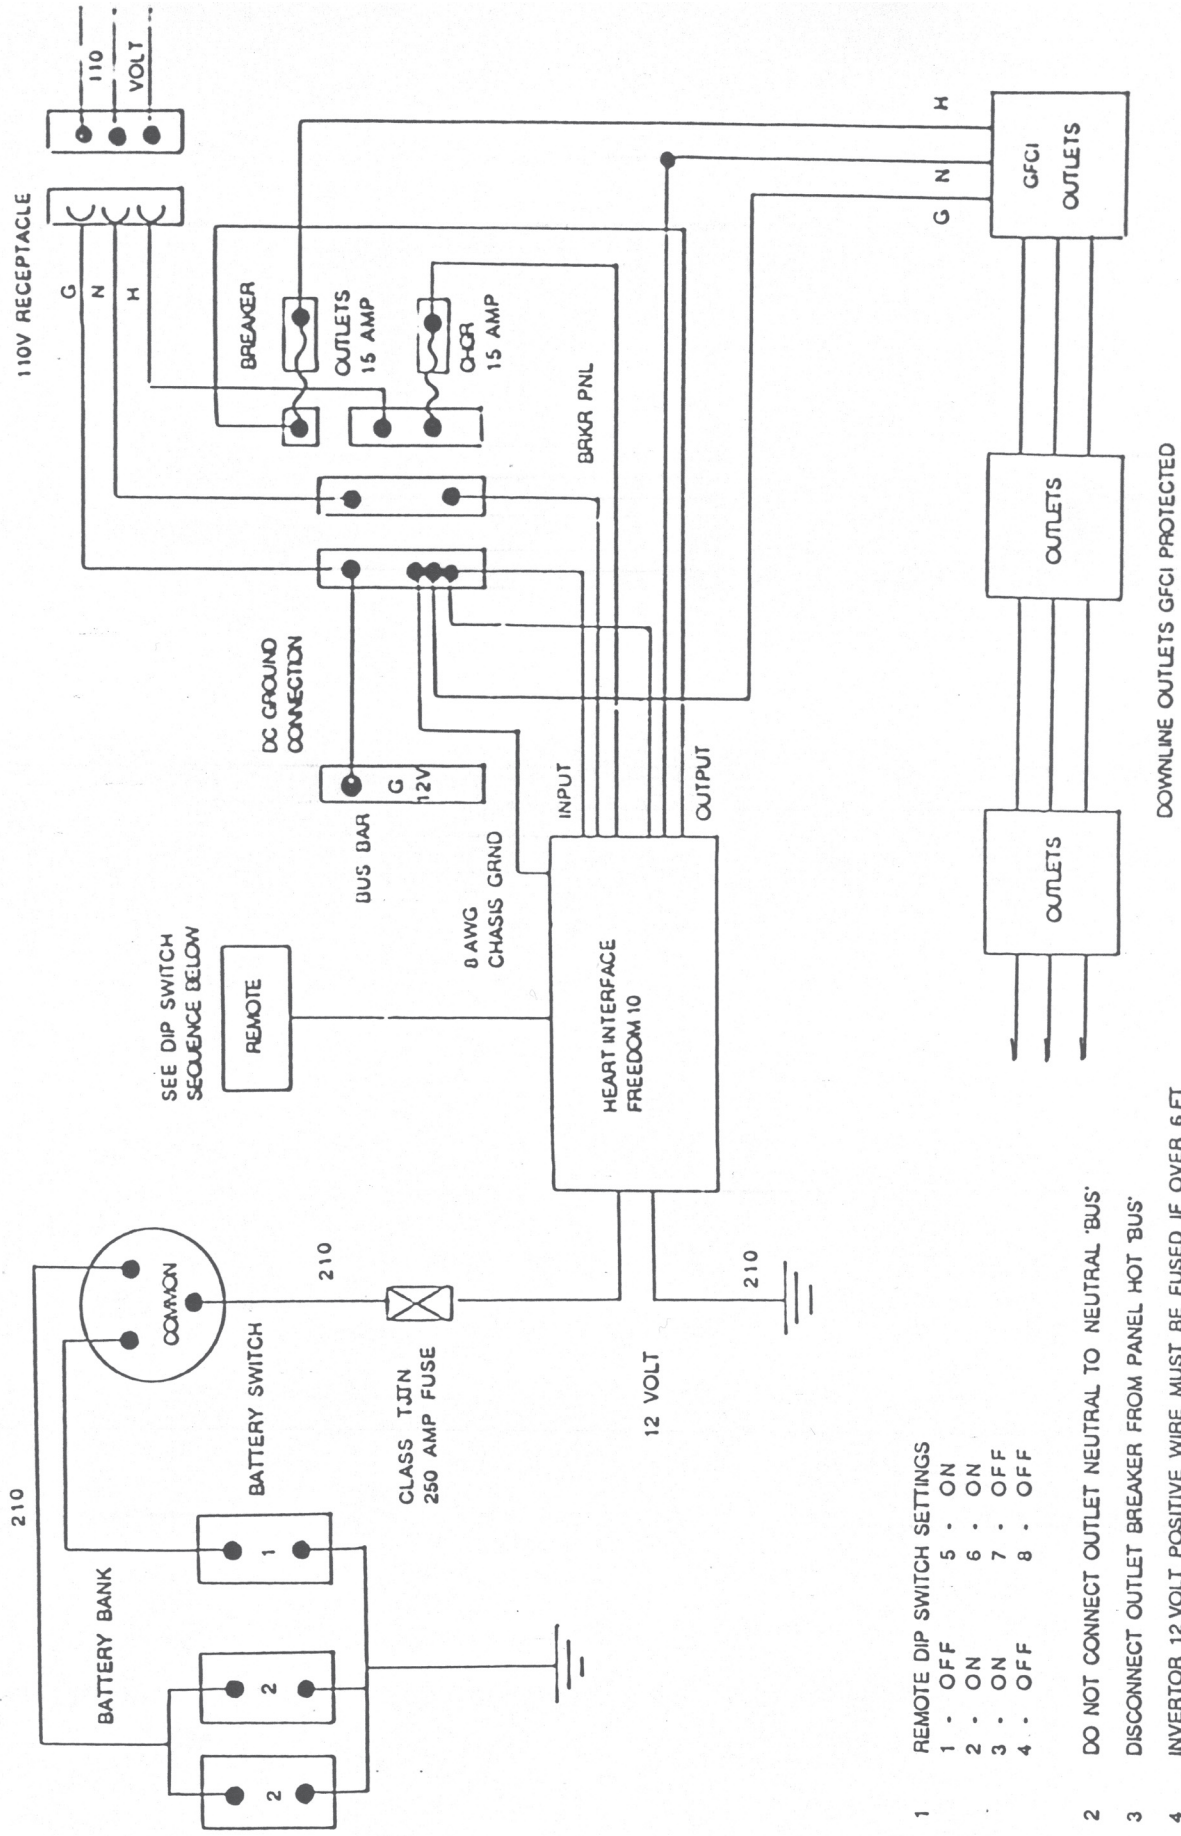 210
BATTERY BANK
2
2
1
COMMON
BATTERY SWITCH
210
CLASS TJJN
250 AMP FUSE
12 VOLT
210
SEE DIP SWITCH
SEQUENCE BELOW
REMOTE
8 AWG
CHASIS GRND
HEART INTERFACE
FREEDOM 10
INPUT
OUTPUT
BUS BAR
G
12V
DC GROUND
CONNECTION
110V RECEPTACLE
G
N
H
110
VOLT
BREAKER
OUTLETS
15 AMP
CHGR
15 AMP
BRKR PNL
G
N
H
GFCI
OUTLETS
OUTLETS
OUTLETS
DOWNLINE OUTLETS GFCI PROTECTED
1 REMOTE DIP SWITCH SETTINGS
1 - OFF 5 - ON
2 - ON 6 - ON
3 - ON 7 - OFF
4 - OFF 8 - OFF
2 DO NOT CONNECT OUTLET NEUTRAL TO NEUTRAL 'BUS'
3 DISCONNECT OUTLET BREAKER FROM PANEL HOT 'BUS'
4 INVERTOR 12 VOLT POSITIVE WIRE MUST BE FUSED IF OVER 6 FT